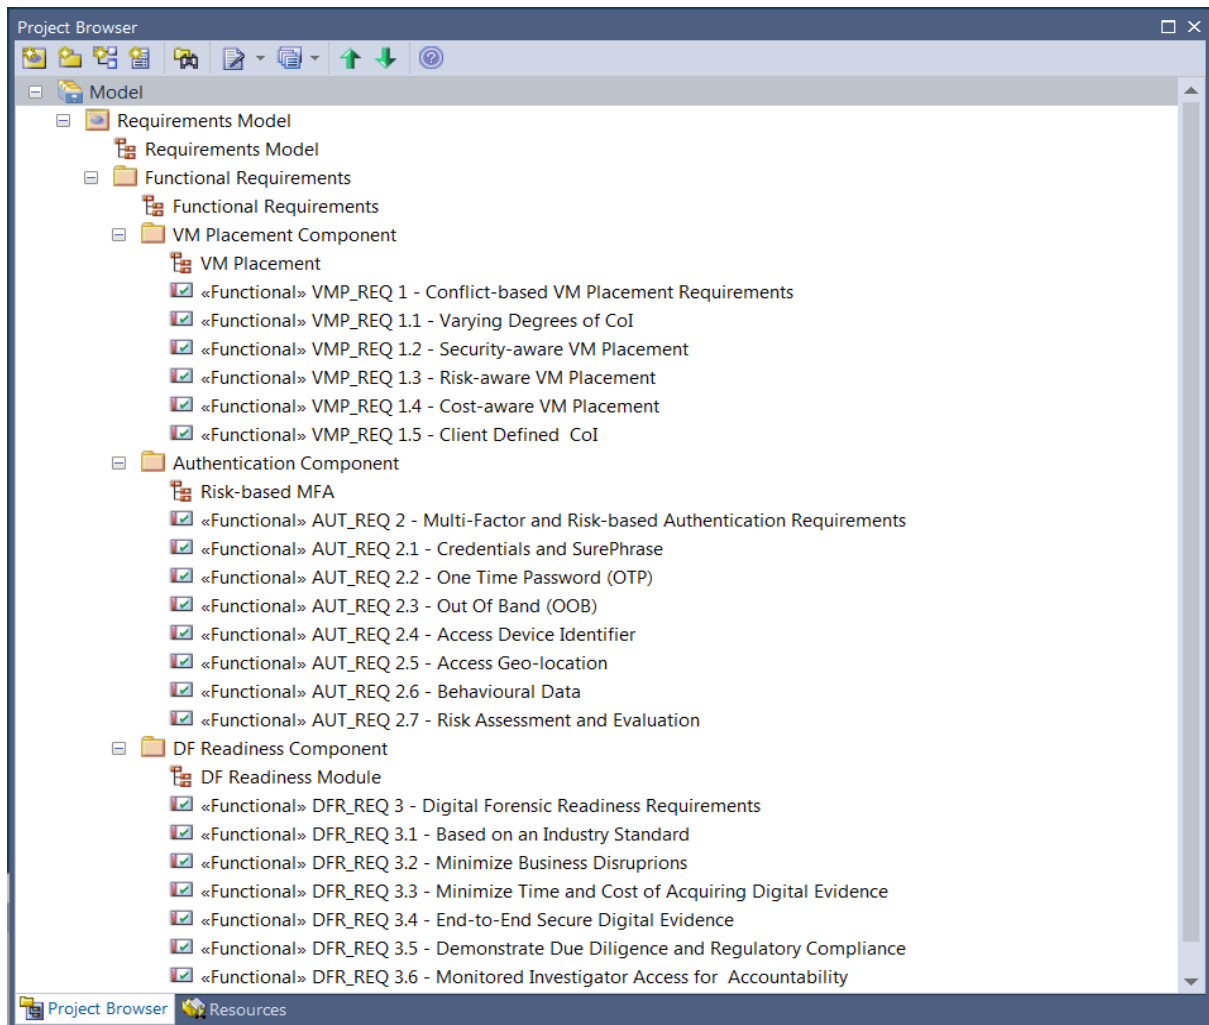 Project Browser
Model
Requirements Model
Requirements Model
Functional Requirements
Functional Requirements
VM Placement Component
VM Placement
«Functional» VMP_REQ 1 - Conflict-based VM Placement Requirements
«Functional» VMP_REQ 1.1 - Varying Degrees of CoI
«Functional» VMP_REQ 1.2 - Security-aware VM Placement
«Functional» VMP_REQ 1.3 - Risk-aware VM Placement
«Functional» VMP_REQ 1.4 - Cost-aware VM Placement
«Functional» VMP_REQ 1.5 - Client Defined  CoI
Authentication Component
Risk-based MFA
«Functional» AUT_REQ 2 - Multi-Factor and Risk-based Authentication Requirements
«Functional» AUT_REQ 2.1 - Credentials and SurePhrase
«Functional» AUT_REQ 2.2 - One Time Password (OTP)
«Functional» AUT_REQ 2.3 - Out Of Band (OOB)
«Functional» AUT_REQ 2.4 - Access Device Identifier
«Functional» AUT_REQ 2.5 - Access Geo-location
«Functional» AUT_REQ 2.6 - Behavioural Data
«Functional» AUT_REQ 2.7 - Risk Assessment and Evaluation
DF Readiness Component
DF Readiness Module
«Functional» DFR_REQ 3 - Digital Forensic Readiness Requirements
«Functional» DFR_REQ 3.1 - Based on an Industry Standard
«Functional» DFR_REQ 3.2 - Minimize Business Disruprions
«Functional» DFR_REQ 3.3 - Minimize Time and Cost of Acquiring Digital Evidence
«Functional» DFR_REQ 3.4 - End-to-End Secure Digital Evidence
«Functional» DFR_REQ 3.5 - Demonstrate Due Diligence and Regulatory Compliance
«Functional» DFR_REQ 3.6 - Monitored Investigator Access for  Accountability
Project Browser Resources